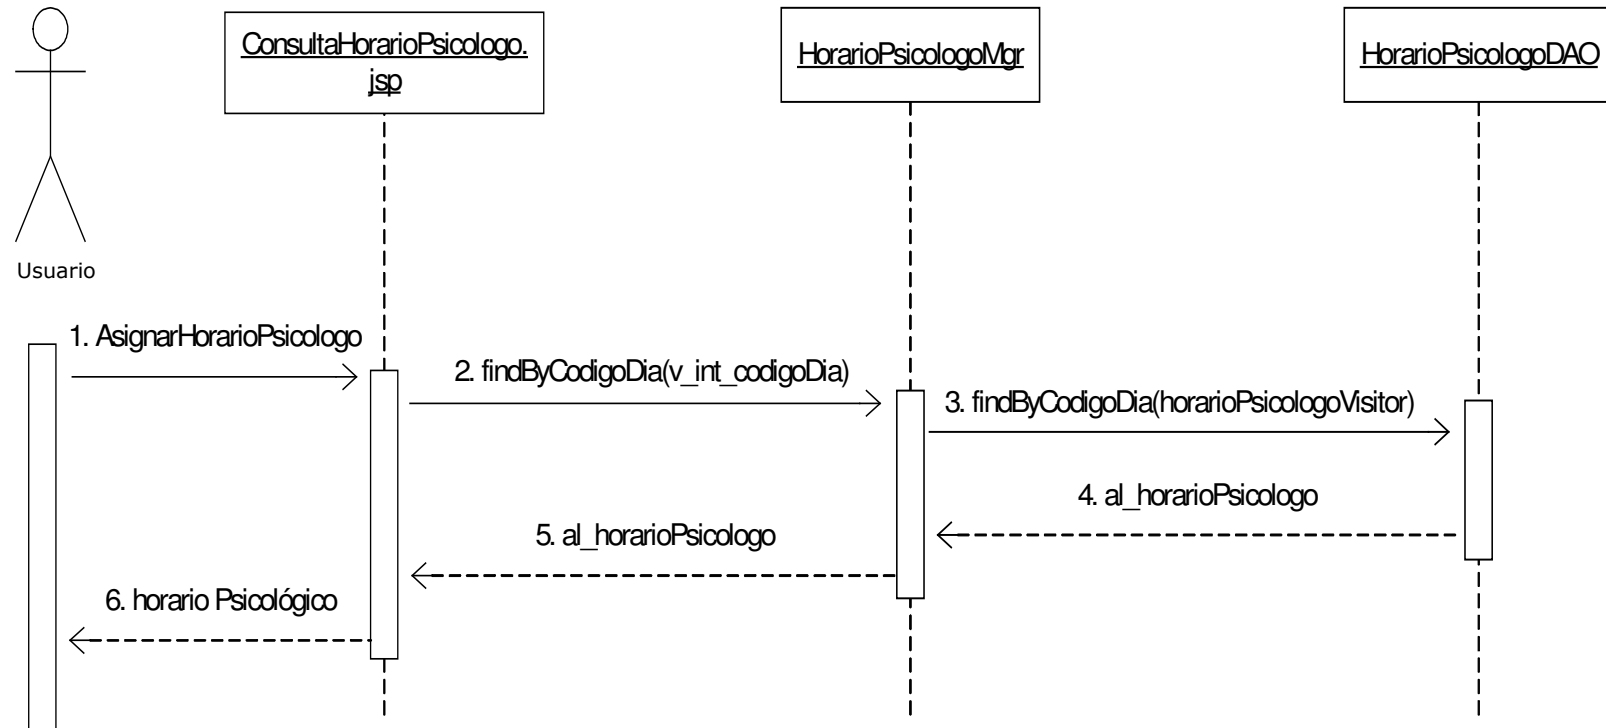 ConsultaHorarioPsicologo.
jsp
HorarioPsicologoMgr
HorarioPsicologoDAO
Usuario
1. AsignarHorarioPsicologo
2. findByCodigoDia(v_int_codigoDia)
3. findByCodigoDia(horarioPsicologoVisitor)
4. al_horarioPsicologo
5. al_horarioPsicologo
6. horario Psicológico